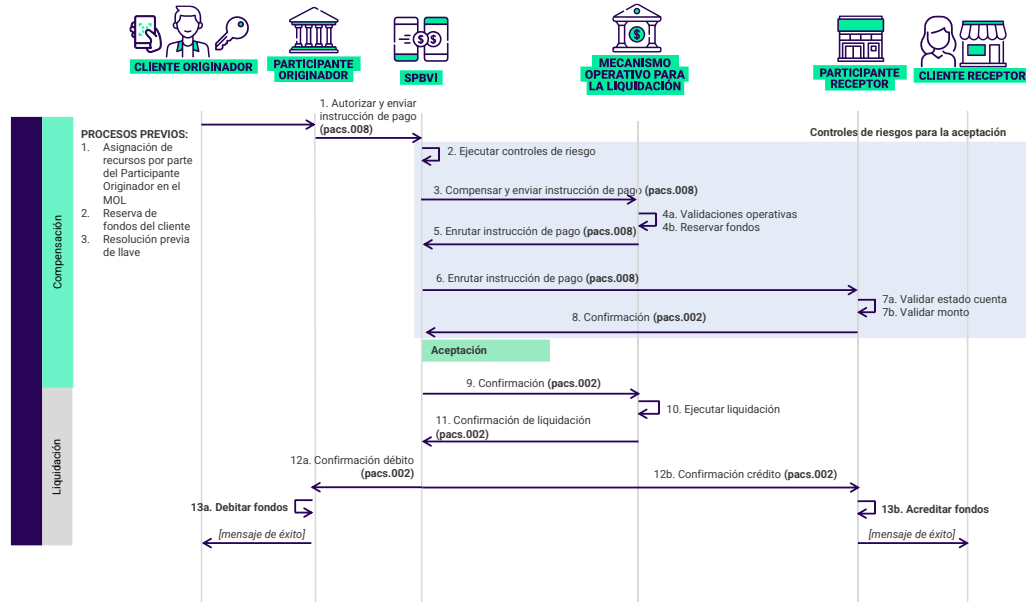 CLIENTE ORIGINADOR
PARTICIPANTE
ORIGINADOR
SPBVI
MECANISMO
OPERATIVO PARA
LA LIQUIDACIÓN
PARTICIPANTE
RECEPTOR
CLIENTE RECEPTOR
Compensación
Liquidación
PROCESOS PREVIOS:
1. Asignación de
recursos por parte
del Participante
Originador en el
MOL
2. Reserva de
fondos del cliente
3. Resolución previa
de llave
1. Autorizar y enviar
instrucción de pago
(pacs.008)
Controles de riesgos para la aceptación
2. Ejecutar controles de riesgo
3. Compensar y enviar instrucción de pago (pacs.008)
4a. Validaciones operativas
4b. Reservar fondos
5. Enrutar instrucción de pago (pacs.008)
6. Enrutar instrucción de pago (pacs.008)
7a. Validar estado cuenta
7b. Validar monto
8. Confirmación (pacs.002)
Aceptación
9. Confirmación (pacs.002)
10. Ejecutar liquidación
11. Confirmación de liquidación
(pacs.002)
12a. Confirmación débito
(pacs.002)
12b. Confirmación crédito (pacs.002)
13a. Debitar fondos
13b. Acreditar fondos
[mensaje de éxito]
[mensaje de éxito]